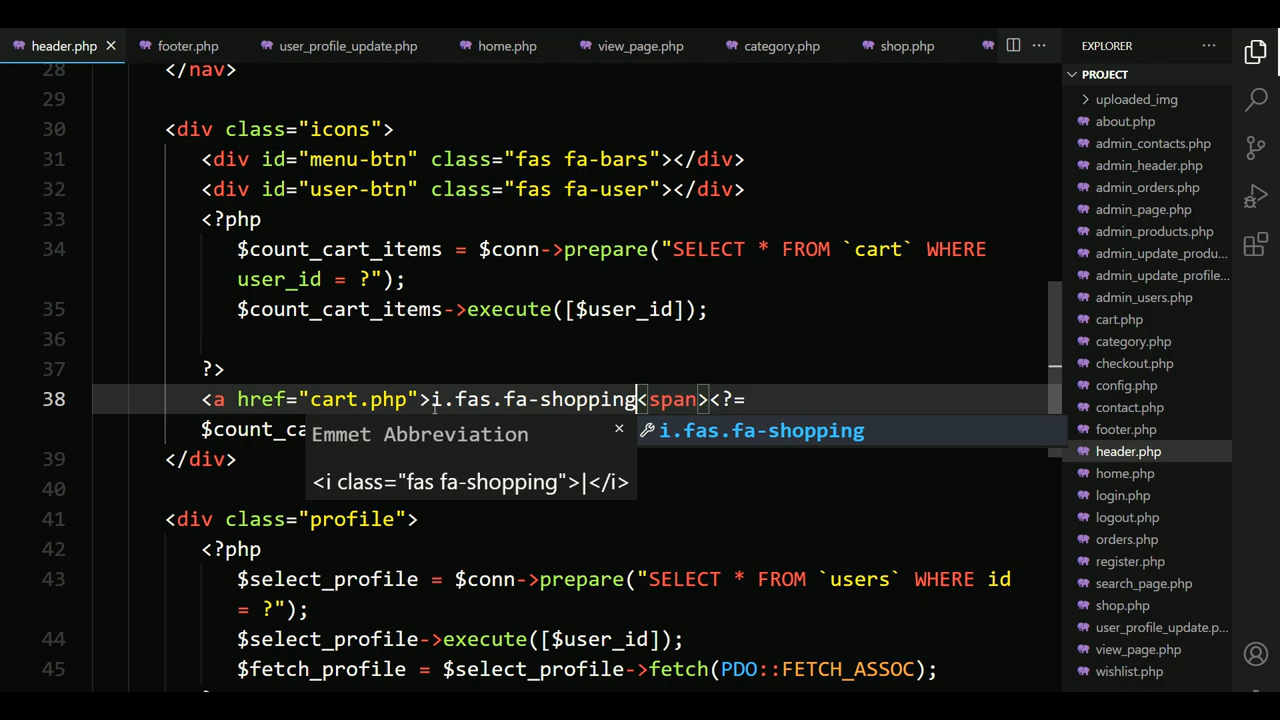 header.php
footer.php
user_profile_update.php
home.php
view_page.php
category.php
shop.php
EXPLORER
28 </nav>
29
30 <div class="icons">
31 <div id="menu-btn" class="fas fa-bars"></div>
32 <div id="user-btn" class="fas fa-user"></div>
33 <?php
34 $count_cart_items = $conn->prepare("SELECT * FROM `cart` WHERE
user_id = ?");
35 $count_cart_items->execute([$user_id]);
36
37 ?>
38 <a href="cart.php">i.fas.fa-shopping<span><?=
$count_ca
Emmet Abbreviation
<i class="fas fa-shopping">|</i>
i.fas.fa-shopping
39 </div>
40
41 <div class="profile">
42 <?php
43 $select_profile = $conn->prepare("SELECT * FROM `users` WHERE id
= ?");
44 $select_profile->execute([$user_id]);
45 $fetch_profile = $select_profile->fetch(PDO::FETCH_ASSOC);
PROJECT
uploaded_img
about.php
admin_contacts.php
admin_header.php
admin_orders.php
admin_page.php
admin_products.php
admin_update_produ...
admin_update_profile...
admin_users.php
cart.php
category.php
checkout.php
config.php
contact.php
footer.php
header.php
home.php
login.php
logout.php
orders.php
register.php
search_page.php
shop.php
user_profile_update.p...
view_page.php
wishlist.php